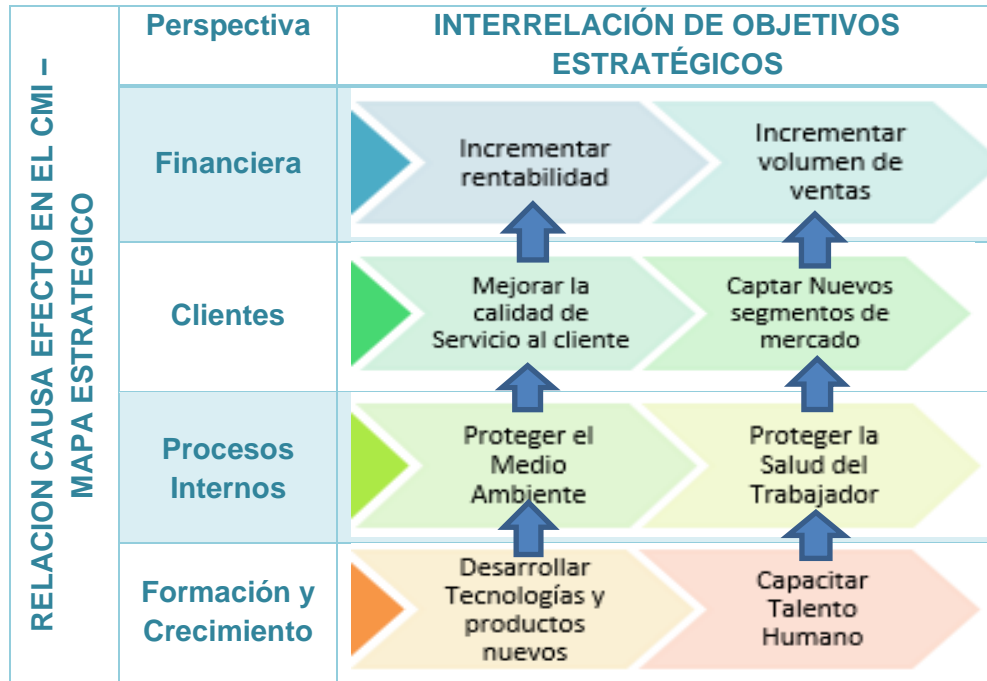 RELACION CAUSA EFECTO EN EL CMI –
MAPA ESTRATEGICO
Perspectiva
INTERRELACIÓN DE OBJETIVOS
ESTRATÉGICOS
Financiera
Incrementar
rentabilidad
Incrementar
volumen de
ventas
Clientes
Mejorar la
calidad de
Servicio al cliente
Captar Nuevos
segmentos de
mercado
Procesos
Internos
Proteger el
Medio
Ambiente
Proteger la
Salud del
Trabajador
Formación y
Crecimiento
Desarrollar
Tecnologías y
productos
nuevos
Capacitar
Talento
Humano